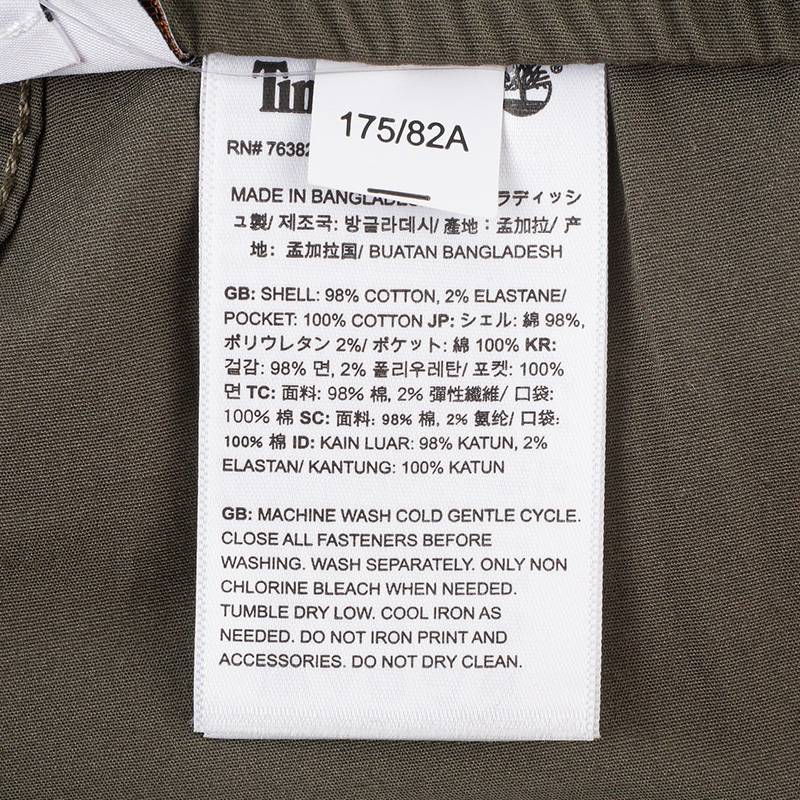 175/82A
RN# 7638
MADE IN BANGLADE ラディッシ
ュ製/ 제조국: 방글라데시/ 產地：孟加拉/ 产
地：孟加拉国/ BUATAN BANGLADESH
GB: SHELL: 98% COTTON, 2% ELASTANE/
POCKET: 100% COTTON JP: シェル: 綿 98%,
ポリウレタン 2%/ ポケット: 綿 100% KR:
겉감: 98% 면, 2% 폴리우레탄/ 포켓: 100%
면 TC: 面料: 98% 棉, 2% 彈性纖維/ 口袋:
100% 棉 SC: 面料: 98% 棉, 2% 氨纶/ 口袋:
100% 棉 ID: KAIN LUAR: 98% KATUN, 2%
ELASTAN/ KANTUNG: 100% KATUN
GB: MACHINE WASH COLD GENTLE CYCLE.
CLOSE ALL FASTENERS BEFORE
WASHING. WASH SEPARATELY. ONLY NON
CHLORINE BLEACH WHEN NEEDED.
TUMBLE DRY LOW. COOL IRON AS
NEEDED. DO NOT IRON PRINT AND
ACCESSORIES. DO NOT DRY CLEAN.